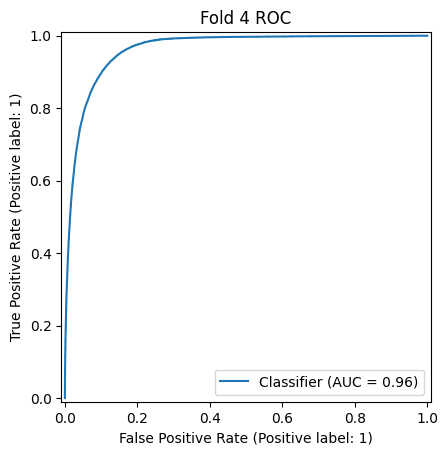 Fold 4 ROC
1.0
0.8
0.6
0.4
0.2
0.0
True Positive Rate (Positive label: 1)
Classifier (AUC = 0.96)
0.0 0.2 0.4 0.6 0.8 1.0
False Positive Rate (Positive label: 1)